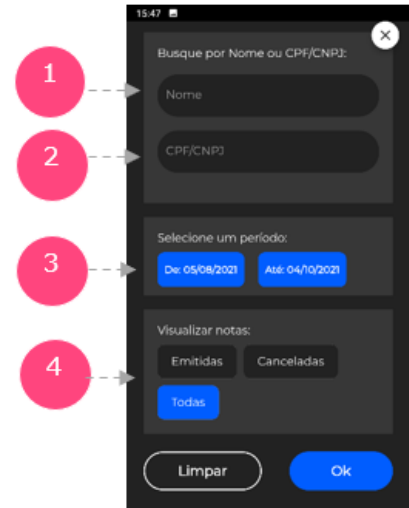 15:47
1
Busque por Nome ou CPF/CNPJ:
Nome
2
CPF/CNPJ
3
Selecione um período:
De: 05/08/2021 Até: 04/10/2021
4
Visualizar notas:
Emitidas Canceladas
Todas
Limpar Ok